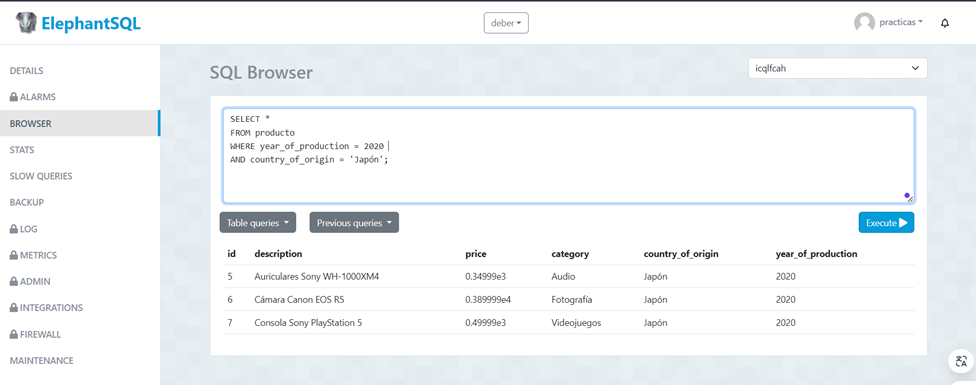 ElephantSQL
deber
practicas
DETAILS
ALARMS
BROWSER
STATS
SLOW QUERIES
BACKUP
LOG
METRICS
ADMIN
INTEGRATIONS
FIREWALL
MAINTENANCE
SQL Browser
icqlfcah
SELECT *
FROM producto
WHERE year_of_production = 2020
AND country_of_origin = 'Japón';
Table queries
Previous queries
Execute
id description price category country_of_origin year_of_production
5 Auriculares Sony WH-1000XM4 0.34999e3 Audio Japón 2020
6 Cámara Canon EOS R5 0.389999e4 Fotografía Japón 2020
7 Consola Sony PlayStation 5 0.49999e3 Videojuegos Japón 2020